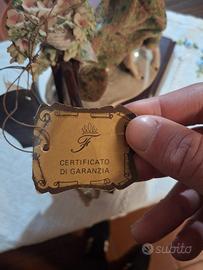 F
CERTIFICATO
DI GARANZIA
subito